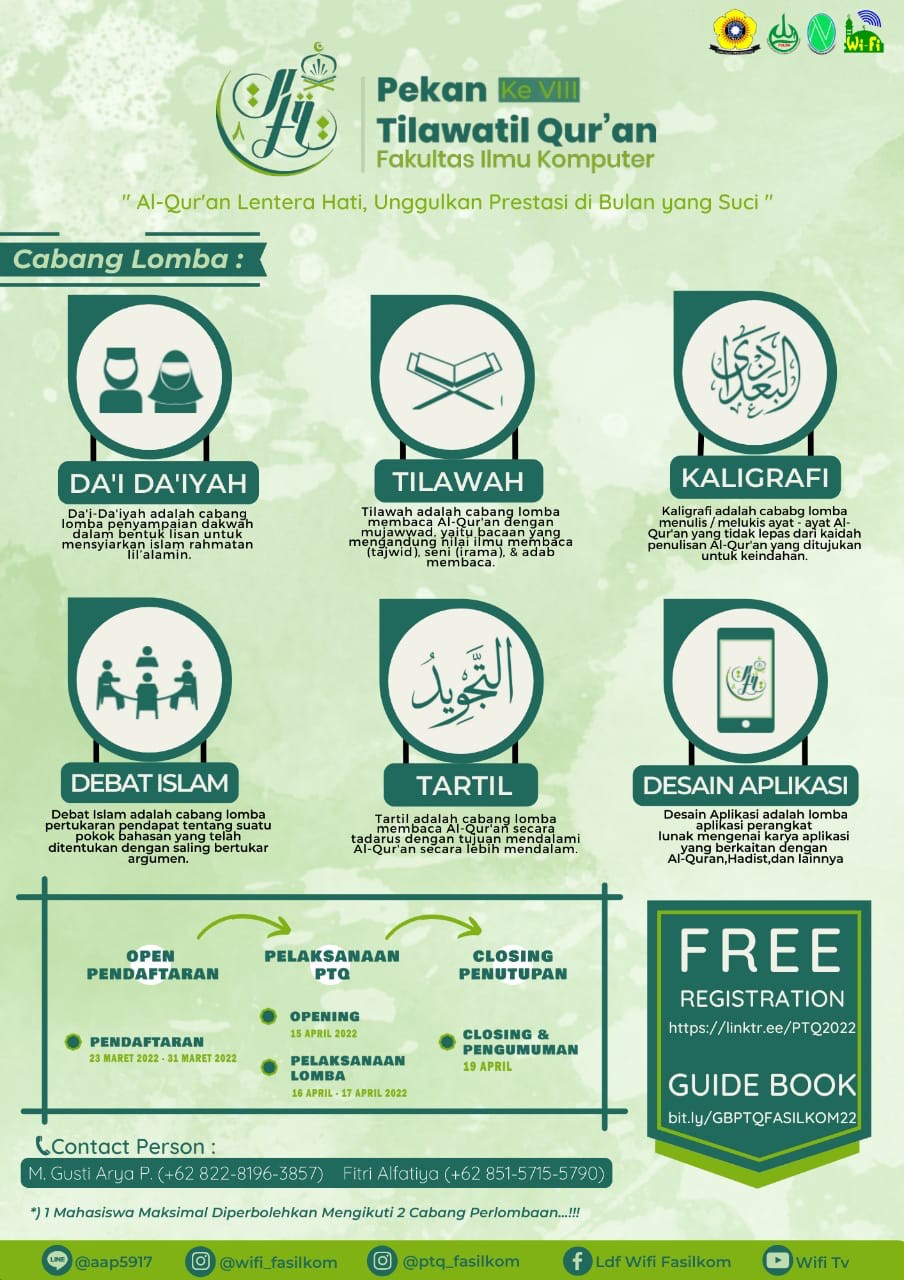 Wi-Fi
Pekan Ke VIII
Tilawatil Qur'an
Fakultas Ilmu Komputer
" Al-Qur'an Lentera Hati, Unggulkan Prestasi di Bulan yang Suci "
Cabang Lomba :
DA'I DA'IYAH
Da'i-Da'iyah adalah cabang
lomba penyampaian dakwah
dalam bentuk lisan untuk
mensyiarkan islam rahmatan
lil'alamin.
TILAWAH
Tilawah adalah cabang lomba
membaca Al-Qur'an dengan
mujawwad, yaitu bacaan yang
mengandung nilai ilmu membaca
(tajwid), seni (irama), & adab
membaca.
KALIGRAFI
Kaligrafi adalah cababg lomba
menulis / melukis ayat - ayat Al-
Qur'an yang tidak lepas dari kaidah
penulisan Al-Qur'an yang ditujukan
untuk keindahan.
DEBAT ISLAM
Debat Islam adalah cabang lomba
pertukaran pendapat tentang suatu
pokok bahasan yang telah
ditentukan dengan saling bertukar
argumen.
التَّجْوِيدُ
TARTIL
Tartil adalah cabang lomba
membaca Al-Qur'an secara
tadarus dengan tujuan mendalami
Al-Qur'an secara lebih mendalam.
DESAIN APLIKASI
Desain Aplikasi adalah lomba
aplikasi perangkat
lunak mengenai karya aplikasi
yang berkaitan dengan
Al-Quran,Hadist,dan lainnya
OPEN
PENDAFTARAN
PENDAFTARAN
23 MARET 2022 - 31 MARET 2022
PELAKSANAAN
PTQ
OPENING
15 APRIL 2022
PELAKSANAAN
LOMBA
16 APRIL - 17 APRIL 2022
CLOSING
PENUTUPAN
CLOSING &
PENGUMUMAN
19 APRIL
FREE
REGISTRATION
https://linktr.ee/PTQ2022
GUIDE BOOK
bit.ly/GBPTQFASILKOM22
Contact Person :
M. Gusti Arya P. (+62 822-8196-3857) Fitri Alfatiya (+62 851-5715-5790)
*) 1 Mahasiswa Maksimal Diperbolehkan Mengikuti 2 Cabang Perlombaan...!!!
LINE @aap5917 @wifi_fasilkom @ptq_fasilkom Ldf Wifi Fasilkom Wifi Tv